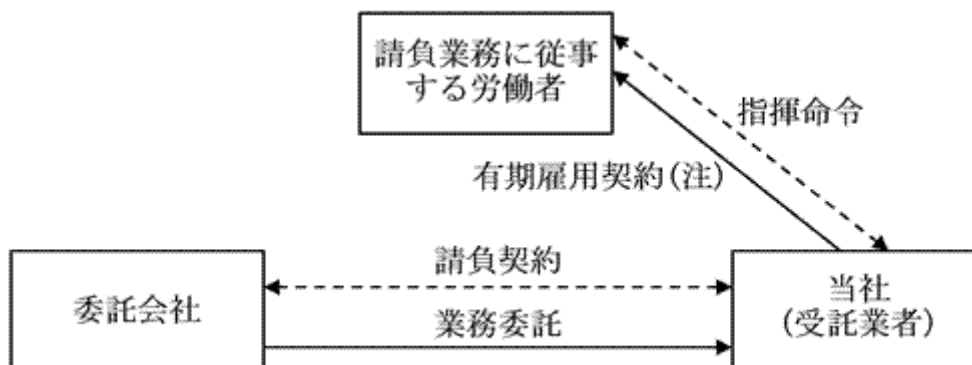 請負業務に従事
する労働者
指揮命令
有期雇用契約(注)
請負契約
委託会社
業務委託
当社
(受託業者)